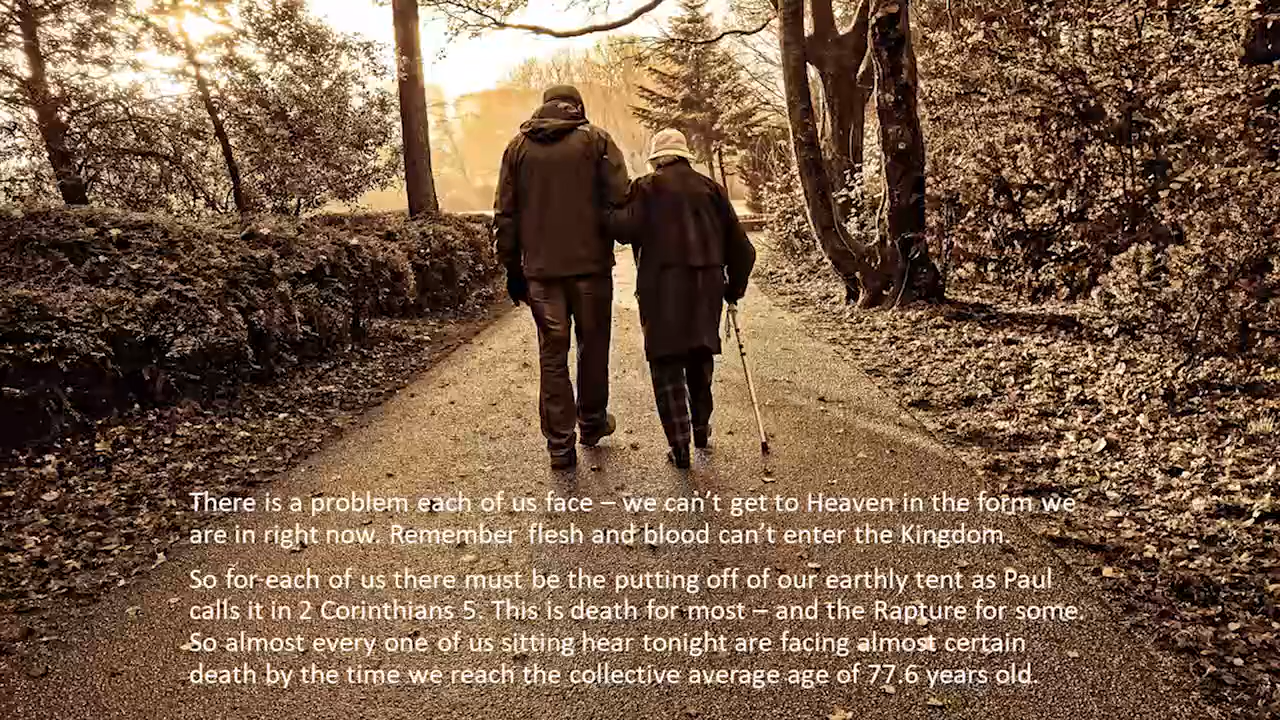 There is a problem each of us face – we can’t get to Heaven in the form we
are in right now. Remember flesh and blood can’t enter the Kingdom.
So for each of us there must be the putting off of our earthly tent as Paul
calls it in 2 Corinthians 5. This is death for most – and the Rapture for some.
So almost every one of us sitting hear tonight are facing almost certain
death by the time we reach the collective average age of 77.6 years old.